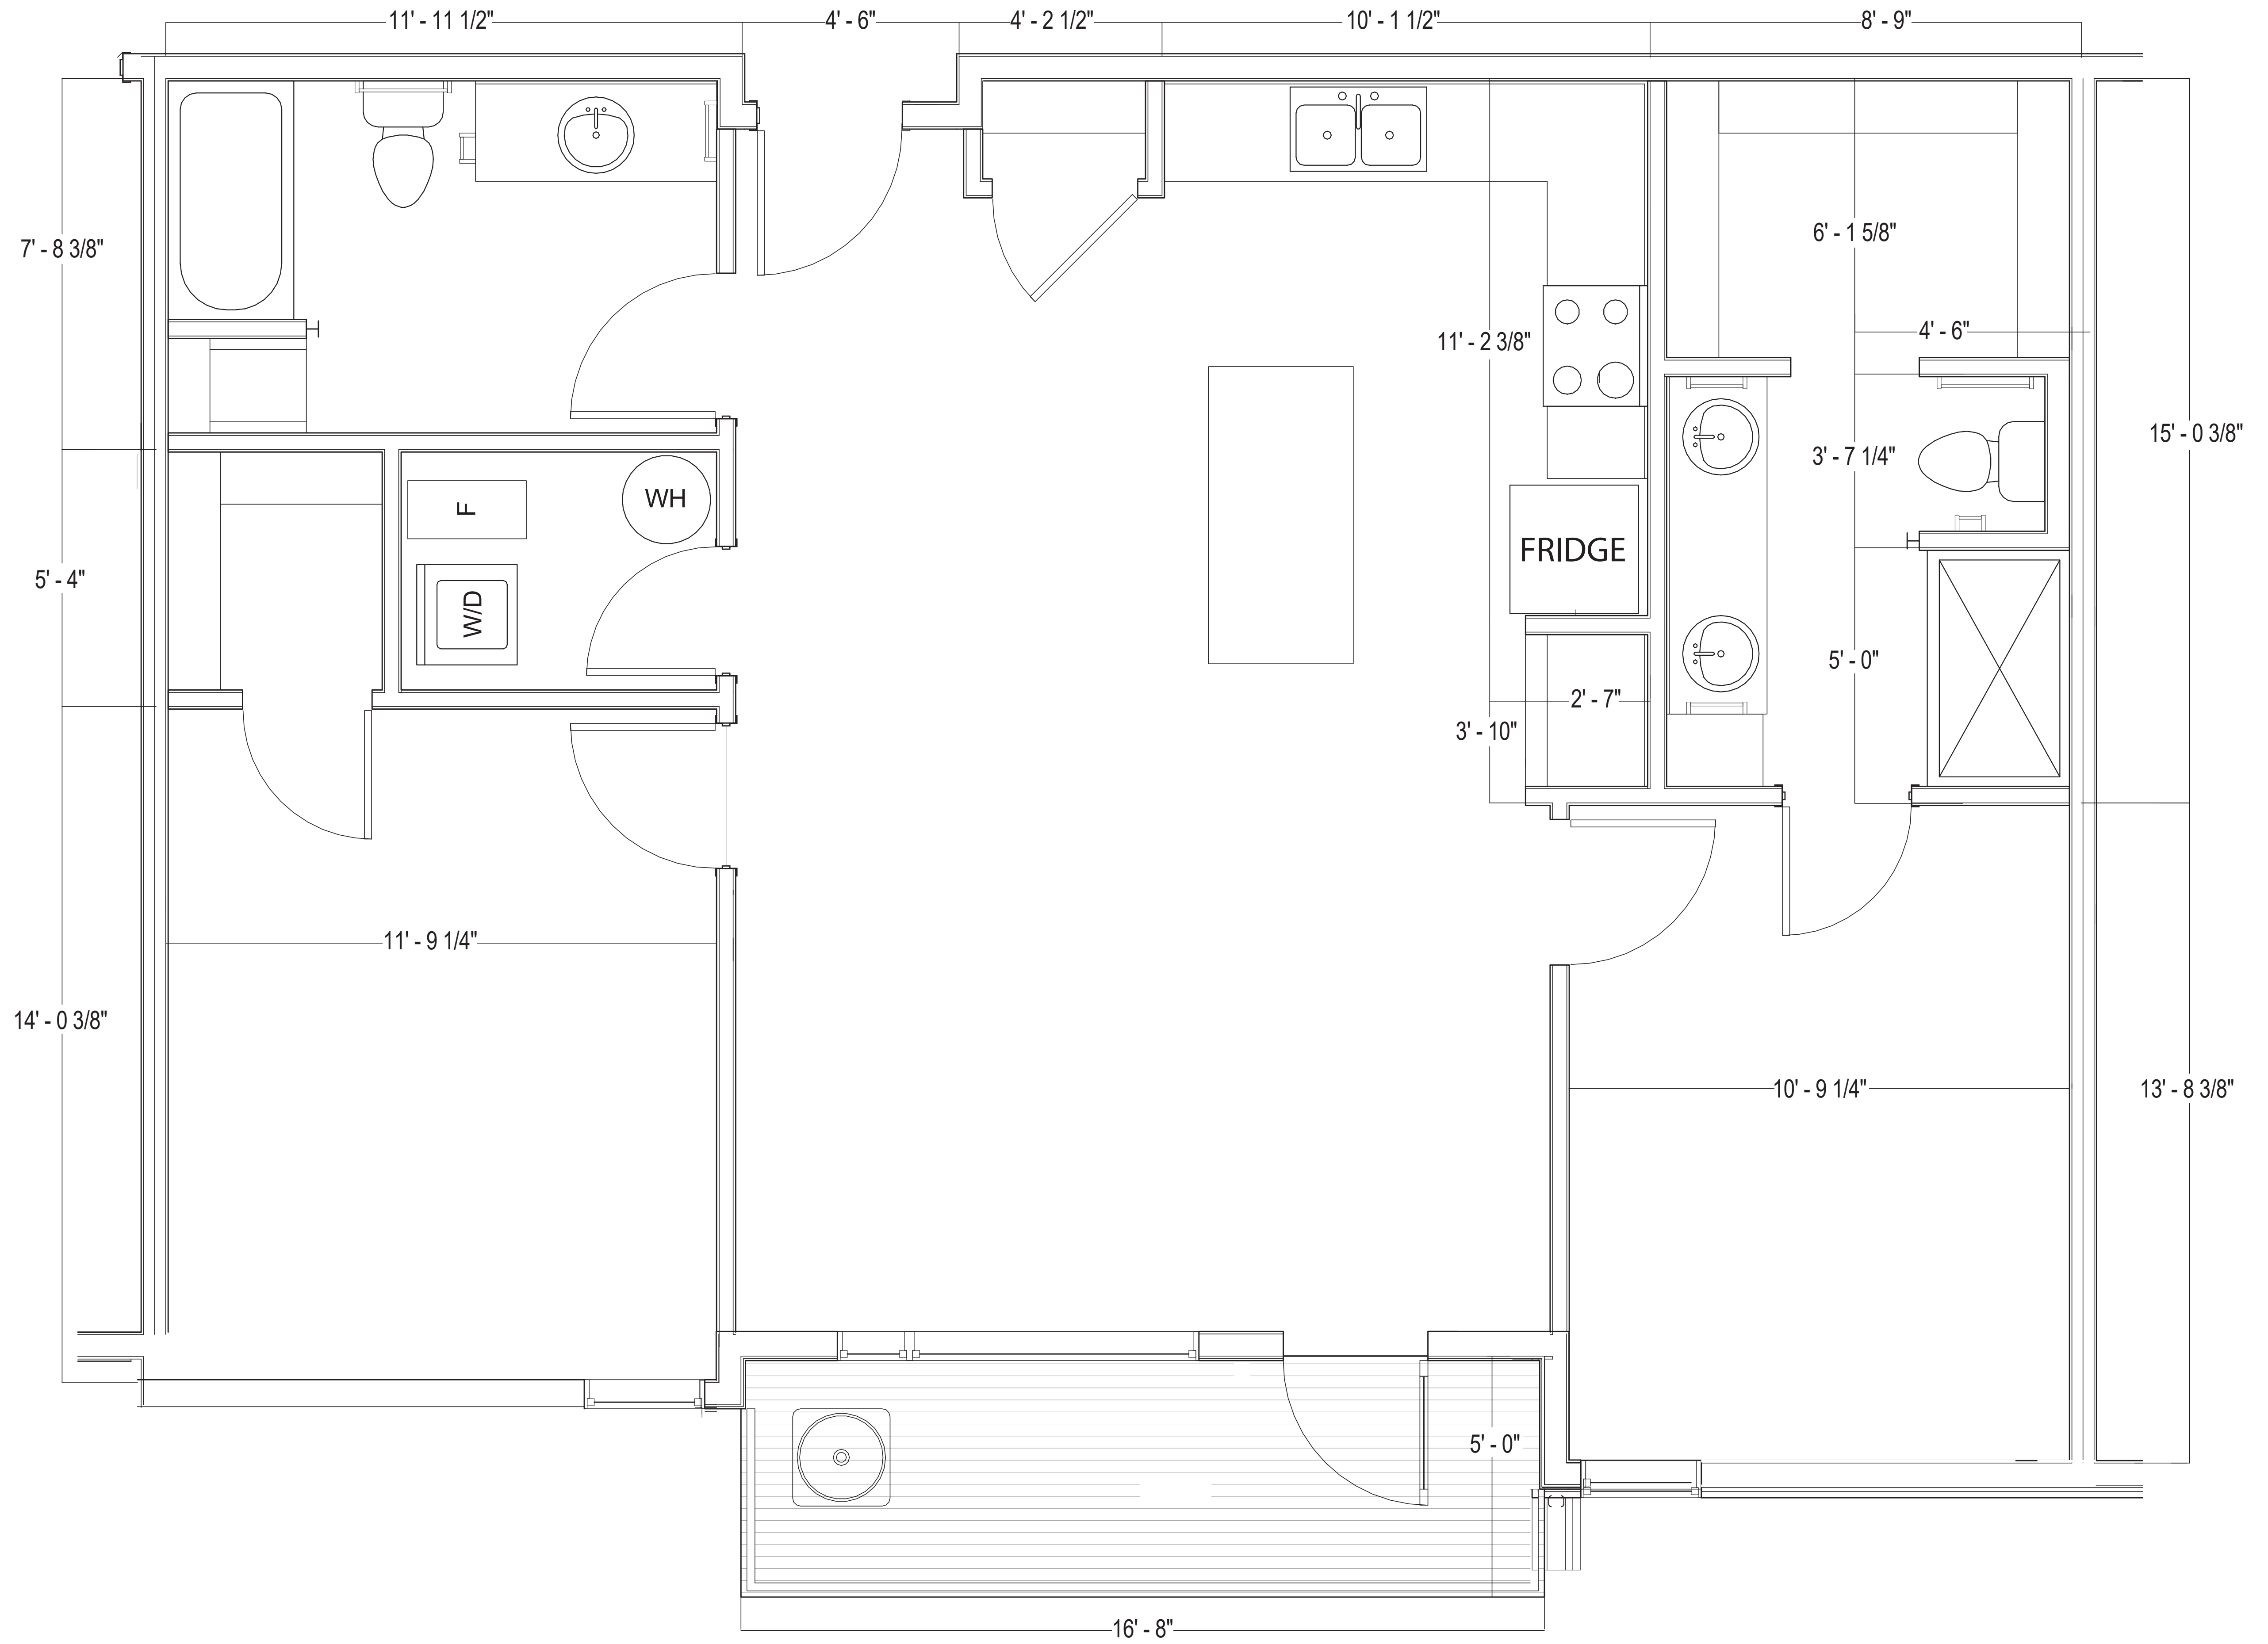 11' - 11 1/2"
4' - 6"
4' - 2 1/2"
10' - 1 1/2"
8' - 9"
7' - 8 3/8"
6' - 1 5/8"
4' - 6"
11' - 2 3/8"
15' - 0 3/8"
3' - 7 1/4"
F
WH
FRIDGE
5' - 4"
W/D
5' - 0"
2' - 7"
3' - 10"
11' - 9 1/4"
14' - 0 3/8"
10' - 9 1/4"
13' - 8 3/8"
5' - 0"
16' - 8"